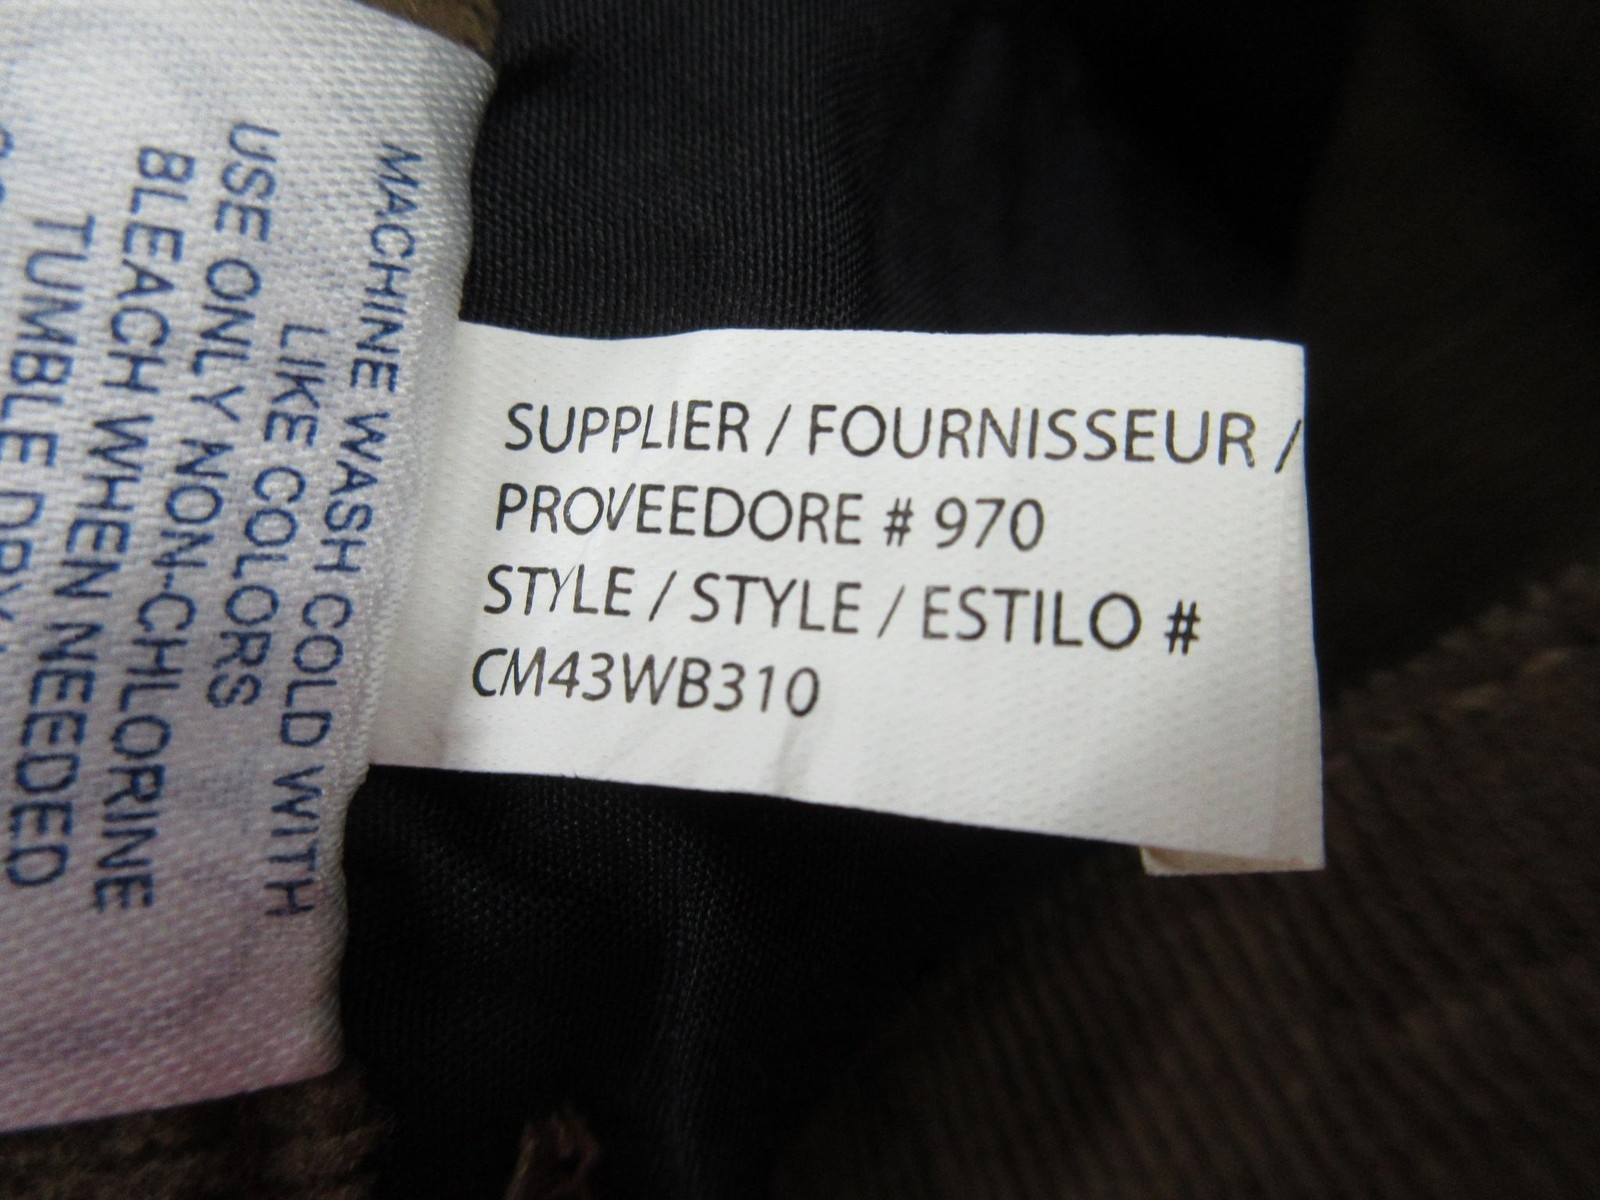 MACHINE WASH COLD WITH
LIKE COLORS
USE ONLY NON-CHLORINE
BLEACH WHEN NEEDED
TUMBLE DRY
SUPPLIER / FOURNISSEUR /
PROVEEDORE # 970
STYLE / STYLE / ESTILO #
CM43WB310